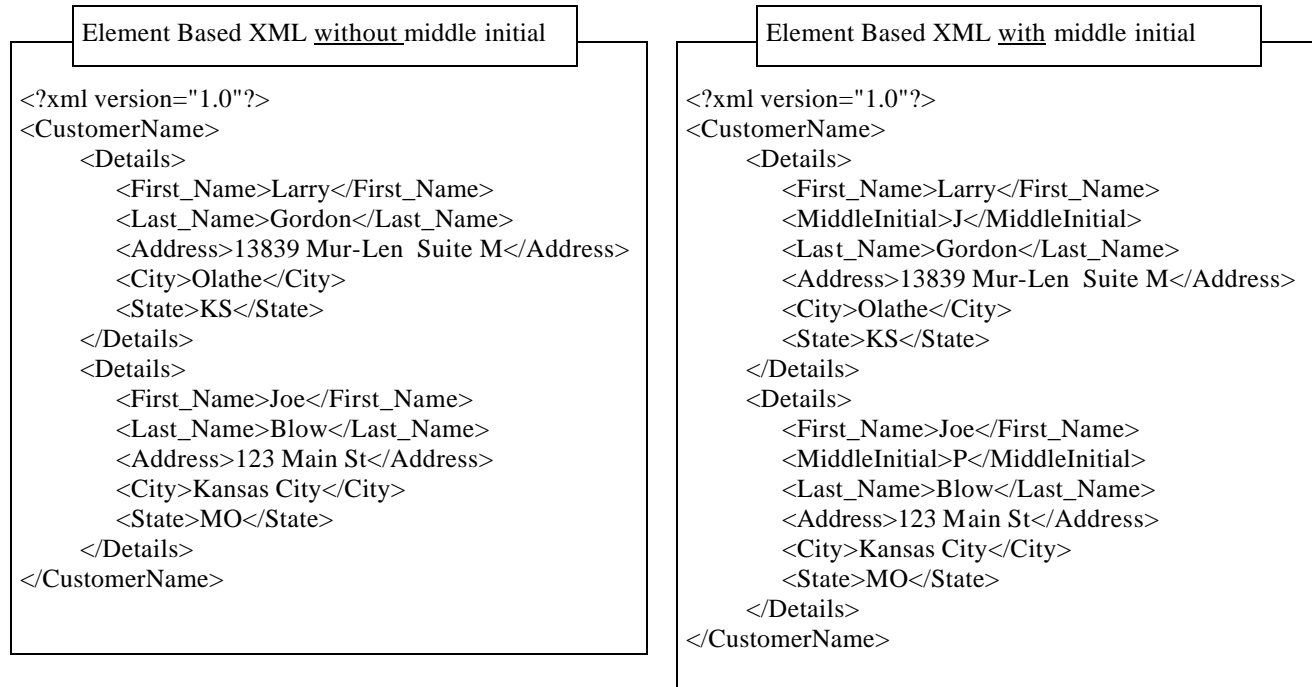 Element Based XML without middle initial
<?xml version="1.0"?>
<CustomerName>
<Details>
<First_Name>Larry</First_Name>
<Last_Name>Gordon</Last_Name>
<Address>13839 Mur-Len  Suite M</Address>
<City>Olathe</City>
<State>KS</State>
</Details>
<Details>
<First_Name>Joe</First_Name>
<Last_Name>Blow</Last_Name>
<Address>123 Main St</Address>
<City>Kansas City</City>
<State>MO</State>
</Details>
</CustomerName>
Element Based XML with middle initial
<?xml version="1.0"?>
<CustomerName>
<Details>
<First_Name>Larry</First_Name>
<MiddleInitial>J</MiddleInitial>
<Last_Name>Gordon</Last_Name>
<Address>13839 Mur-Len  Suite M</Address>
<City>Olathe</City>
<State>KS</State>
</Details>
<Details>
<First_Name>Joe</First_Name>
<MiddleInitial>P</MiddleInitial>
<Last_Name>Blow</Last_Name>
<Address>123 Main St</Address>
<City>Kansas City</City>
<State>MO</State>
</Details>
</CustomerName>